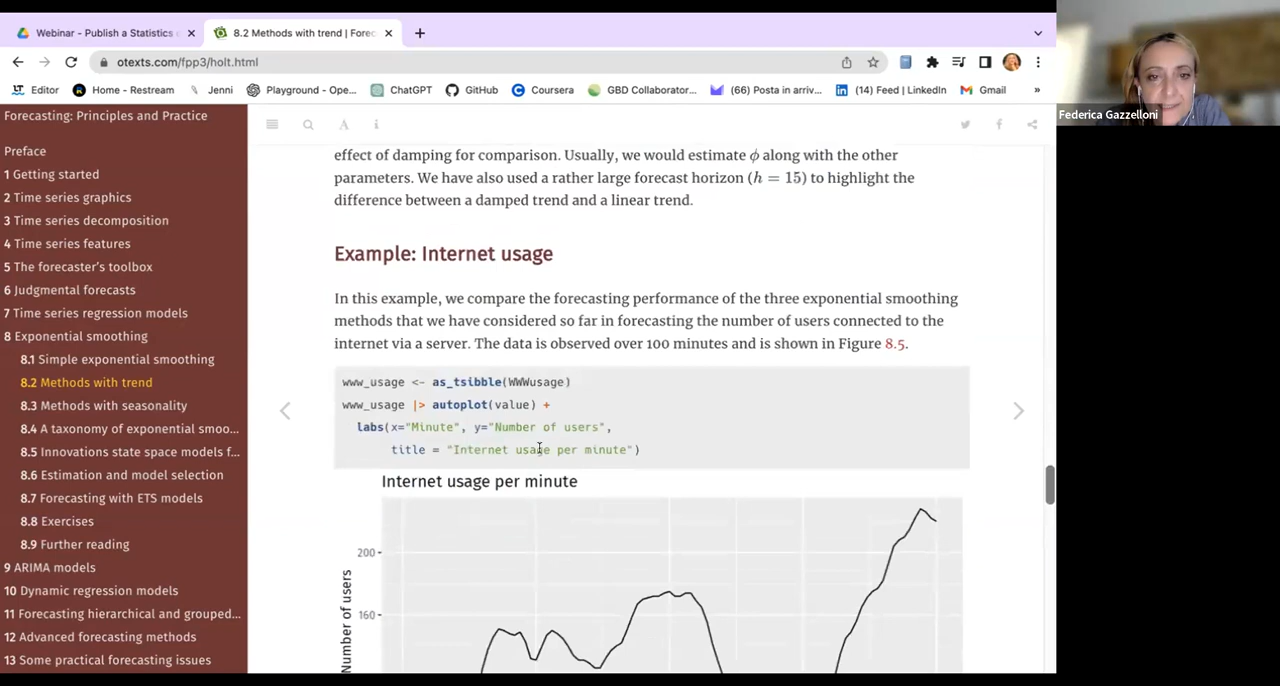 Webinar - Publish a Statistics
8.2 Methods with trend | Forec
otexts.com/fpp3/holt.html
Editor
Home - Restream
Jenni
Playground - Ope...
ChatGPT
GitHub
Coursera
GBD Collaborator...
(66) Posta in arriv...
(14) Feed | LinkedIn
Gmail
»
Federica Gazzelloni
Forecasting: Principles and Practice
Preface
1 Getting started
2 Time series graphics
3 Time series decomposition
4 Time series features
5 The forecaster's toolbox
6 Judgmental forecasts
7 Time series regression models
8 Exponential smoothing
8.1 Simple exponential smoothing
8.2 Methods with trend
8.3 Methods with seasonality
8.4 A taxonomy of exponential smoo...
8.5 Innovations state space models f...
8.6 Estimation and model selection
8.7 Forecasting with ETS models
8.8 Exercises
8.9 Further reading
9 ARIMA models
10 Dynamic regression models
11 Forecasting hierarchical and grouped...
12 Advanced forecasting methods
13 Some practical forecasting issues
effect of damping for comparison. Usually, we would estimate ϕ along with the other
parameters. We have also used a rather large forecast horizon (h = 15) to highlight the
difference between a damped trend and a linear trend.
Example: Internet usage
In this example, we compare the forecasting performance of the three exponential smoothing
methods that we have considered so far in forecasting the number of users connected to the
internet via a server. The data is observed over 100 minutes and is shown in Figure 8.5.
www_usage <- as_tsibble(WWWusage)
www_usage |> autoplot(value) +
labs(x="Minute", y="Number of users",
title = "Internet usage per minute")
Internet usage per minute
200
160
Number of users